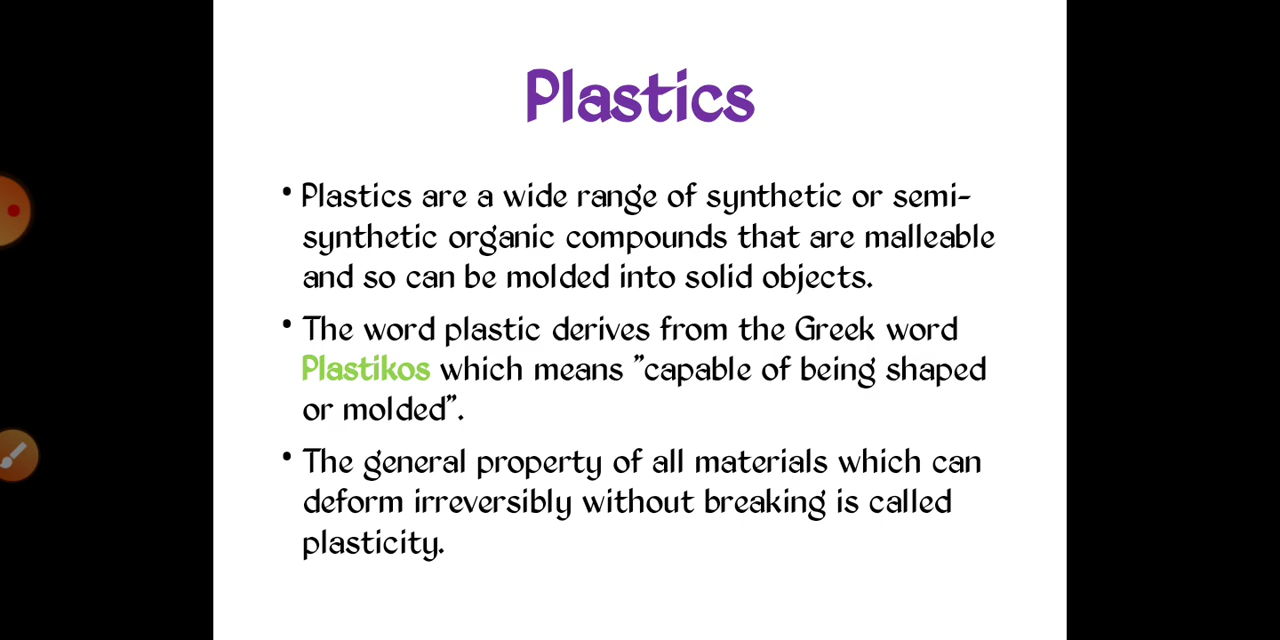 Plastics
• Plastics are a wide range of synthetic or semi-
synthetic organic compounds that are malleable
and so can be molded into solid objects.
• The word plastic derives from the Greek word
Plastikos which means ”capable of being shaped
or molded”.
• The general property of all materials which can
deform irreversibly without breaking is called
plasticity.